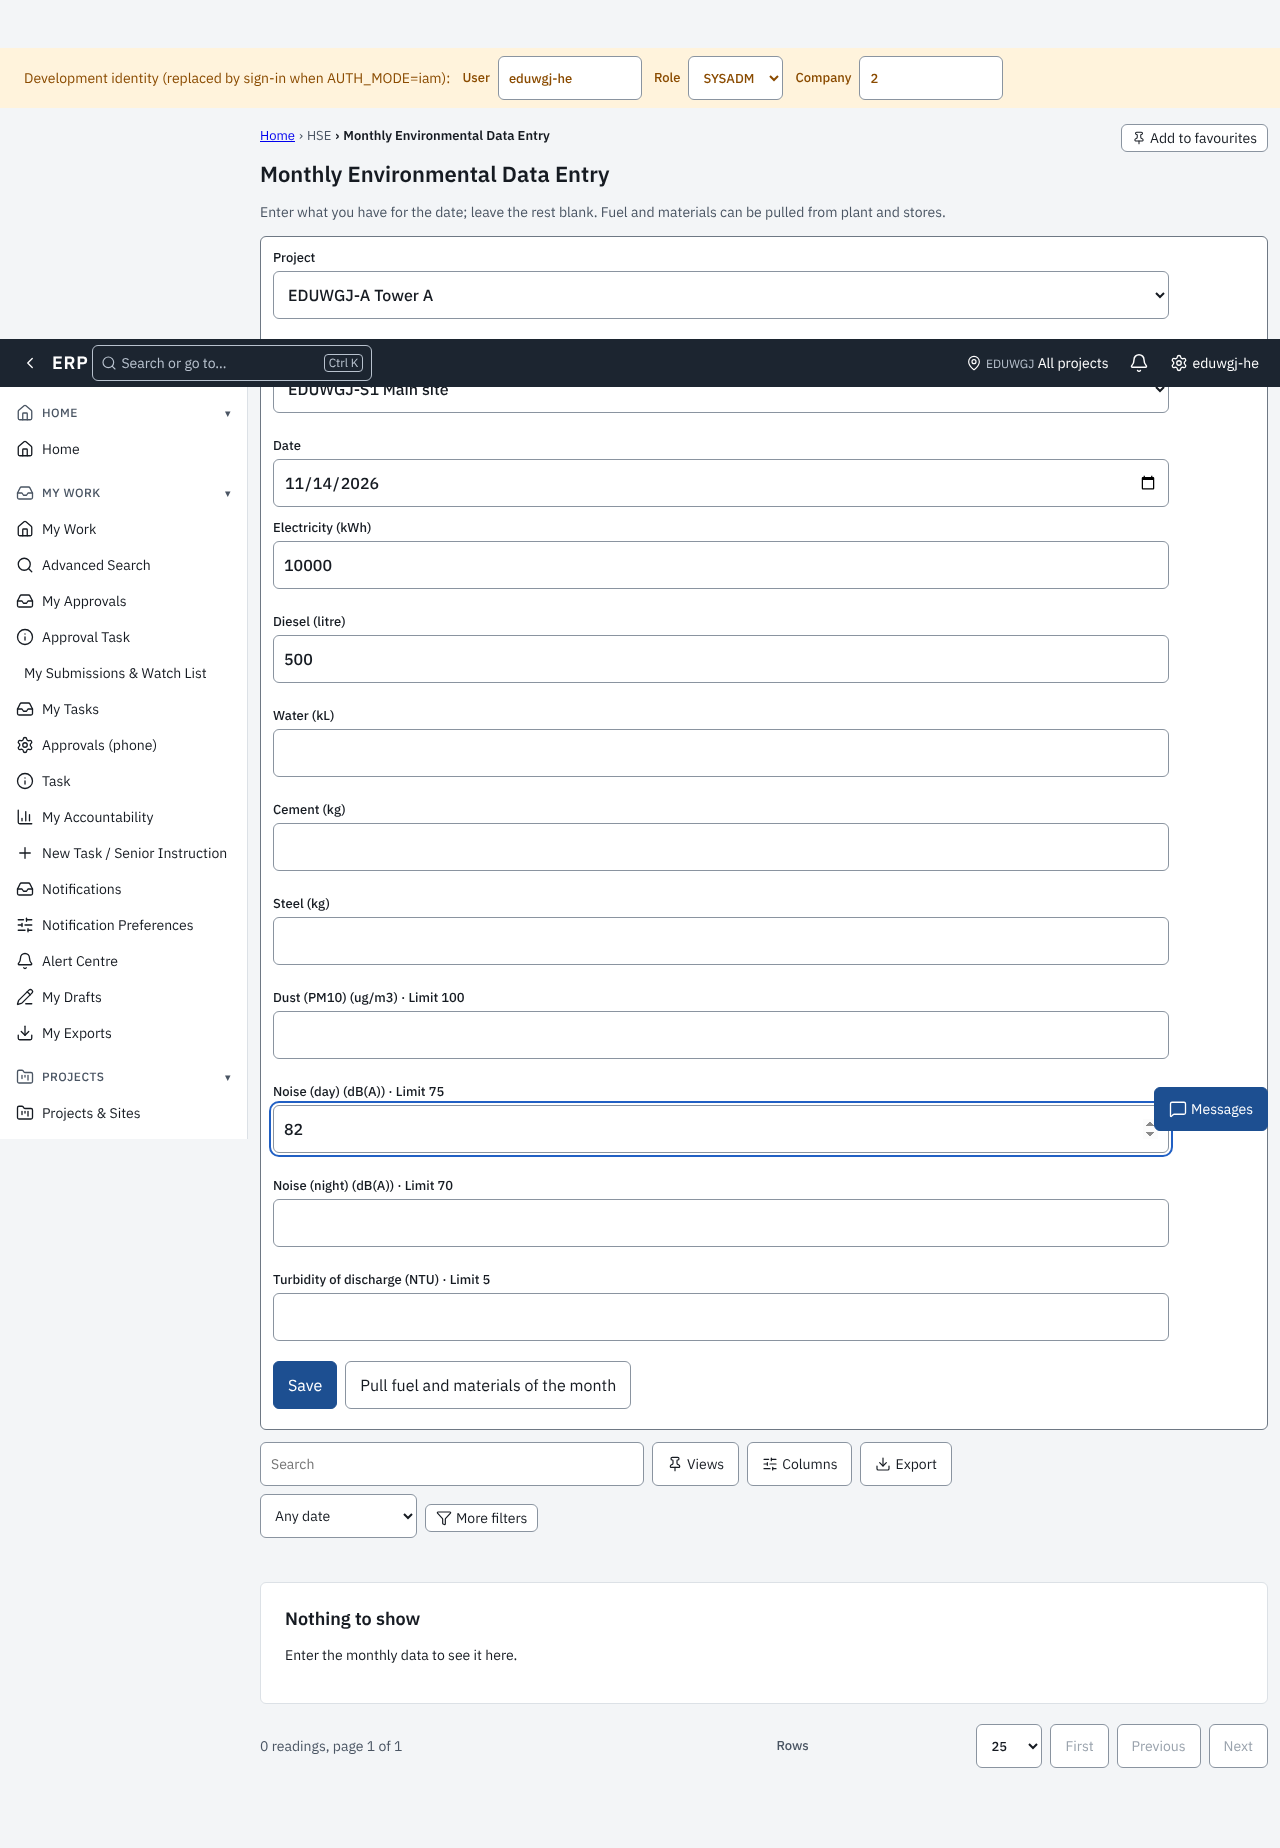 Development identity (replaced by sign-in when AUTH_MODE=iam): User eduwgj-he Role SYSADM Company 2
Home › HSE › Monthly Environmental Data Entry
Add to favourites
Monthly Environmental Data Entry
Enter what you have for the date; leave the rest blank. Fuel and materials can be pulled from plant and stores.
Project
EDUWGJ-A Tower A
ERP Search or go to... Ctrl K EDUWGJ All projects eduwgj-he
EDUWGJ-S1 Main site
HOME
Home
MY WORK
My Work
Advanced Search
My Approvals
Approval Task
My Submissions & Watch List
My Tasks
Approvals (phone)
Task
My Accountability
New Task / Senior Instruction
Notifications
Notification Preferences
Alert Centre
My Drafts
My Exports
PROJECTS
Projects & Sites
Date
11/14/2026
Electricity (kWh)
10000
Diesel (litre)
500
Water (kL)
Cement (kg)
Steel (kg)
Dust (PM10) (ug/m3) · Limit 100
Noise (day) (dB(A)) · Limit 75
82
Messages
Noise (night) (dB(A)) · Limit 70
Turbidity of discharge (NTU) · Limit 5
Save Pull fuel and materials of the month
Search Views Columns Export
Any date More filters
Nothing to show
Enter the monthly data to see it here.
0 readings, page 1 of 1 Rows 25 First Previous Next